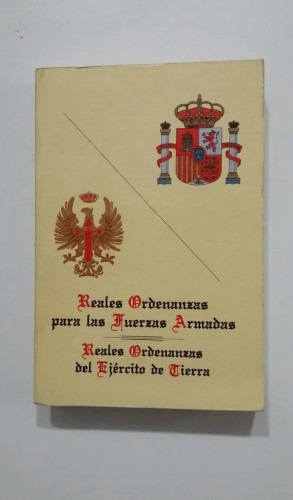 Reales Ordenanzas
para las Fuerzas Armadas
Reales Ordenanzas
del Ejército de Tierra